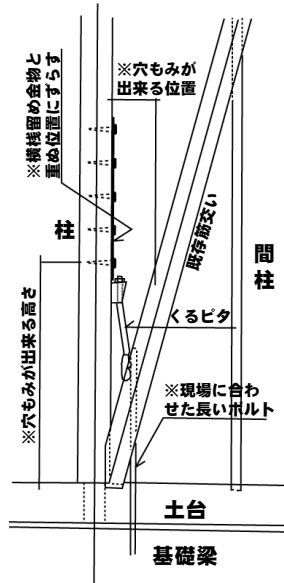 ※穴もみが
出来る位置
※横桟留め金物と
重ぬ位置にずらす
柱
既存筋交い
間柱
くるピタ
※穴もみが出来る高さ
※現場に合わ
せた長いボルト
土台
基礎梁